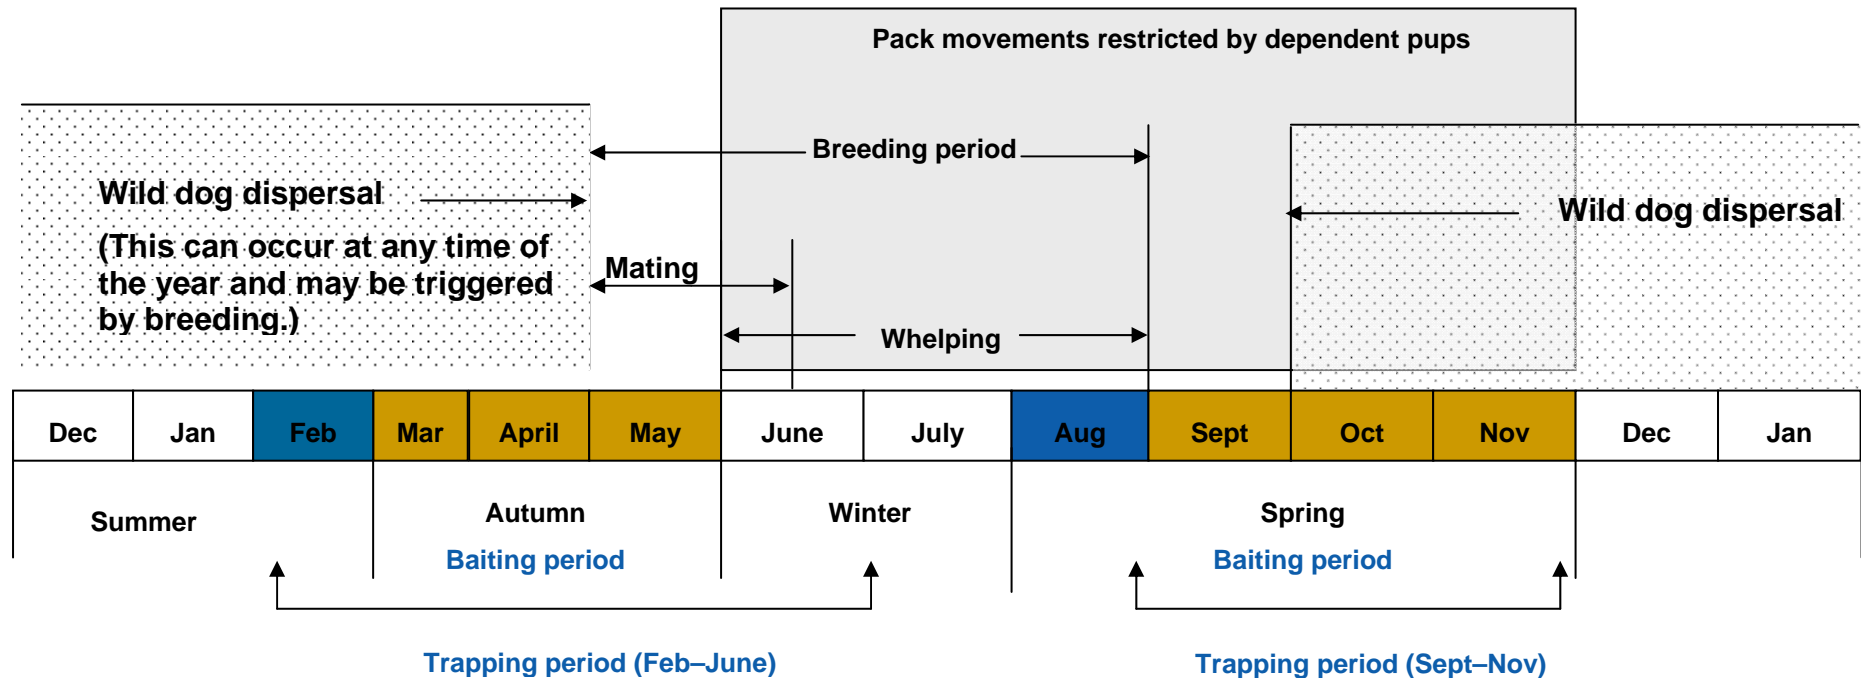 Pack movements restricted by dependent pups
Breeding period
Wild dog dispersal
(This can occur at any time of
the year and may be triggered
by breeding.)
Wild dog dispersal
Mating
Whelping
Dec Jan Feb Mar April May June July Aug Sept Oct Nov Dec Jan
Summer Autumn Winter Spring
Baiting period Baiting period
Trapping period (Feb–June) Trapping period (Sept–Nov)